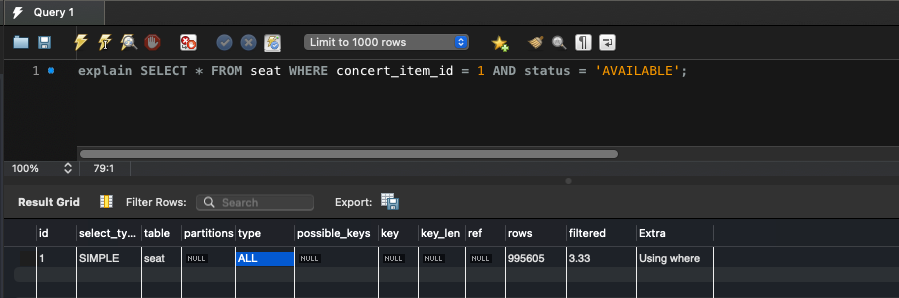 Query 1
Limit to 1000 rows
1 explain SELECT * FROM seat WHERE concert_item_id = 1 AND status = 'AVAILABLE';
100% 79:1
Result Grid Filter Rows: Search Export:
id select_ty... table partitions type possible_keys key key_len ref rows filtered Extra
1 SIMPLE seat NULL ALL NULL NULL NULL NULL 995605 3.33 Using where